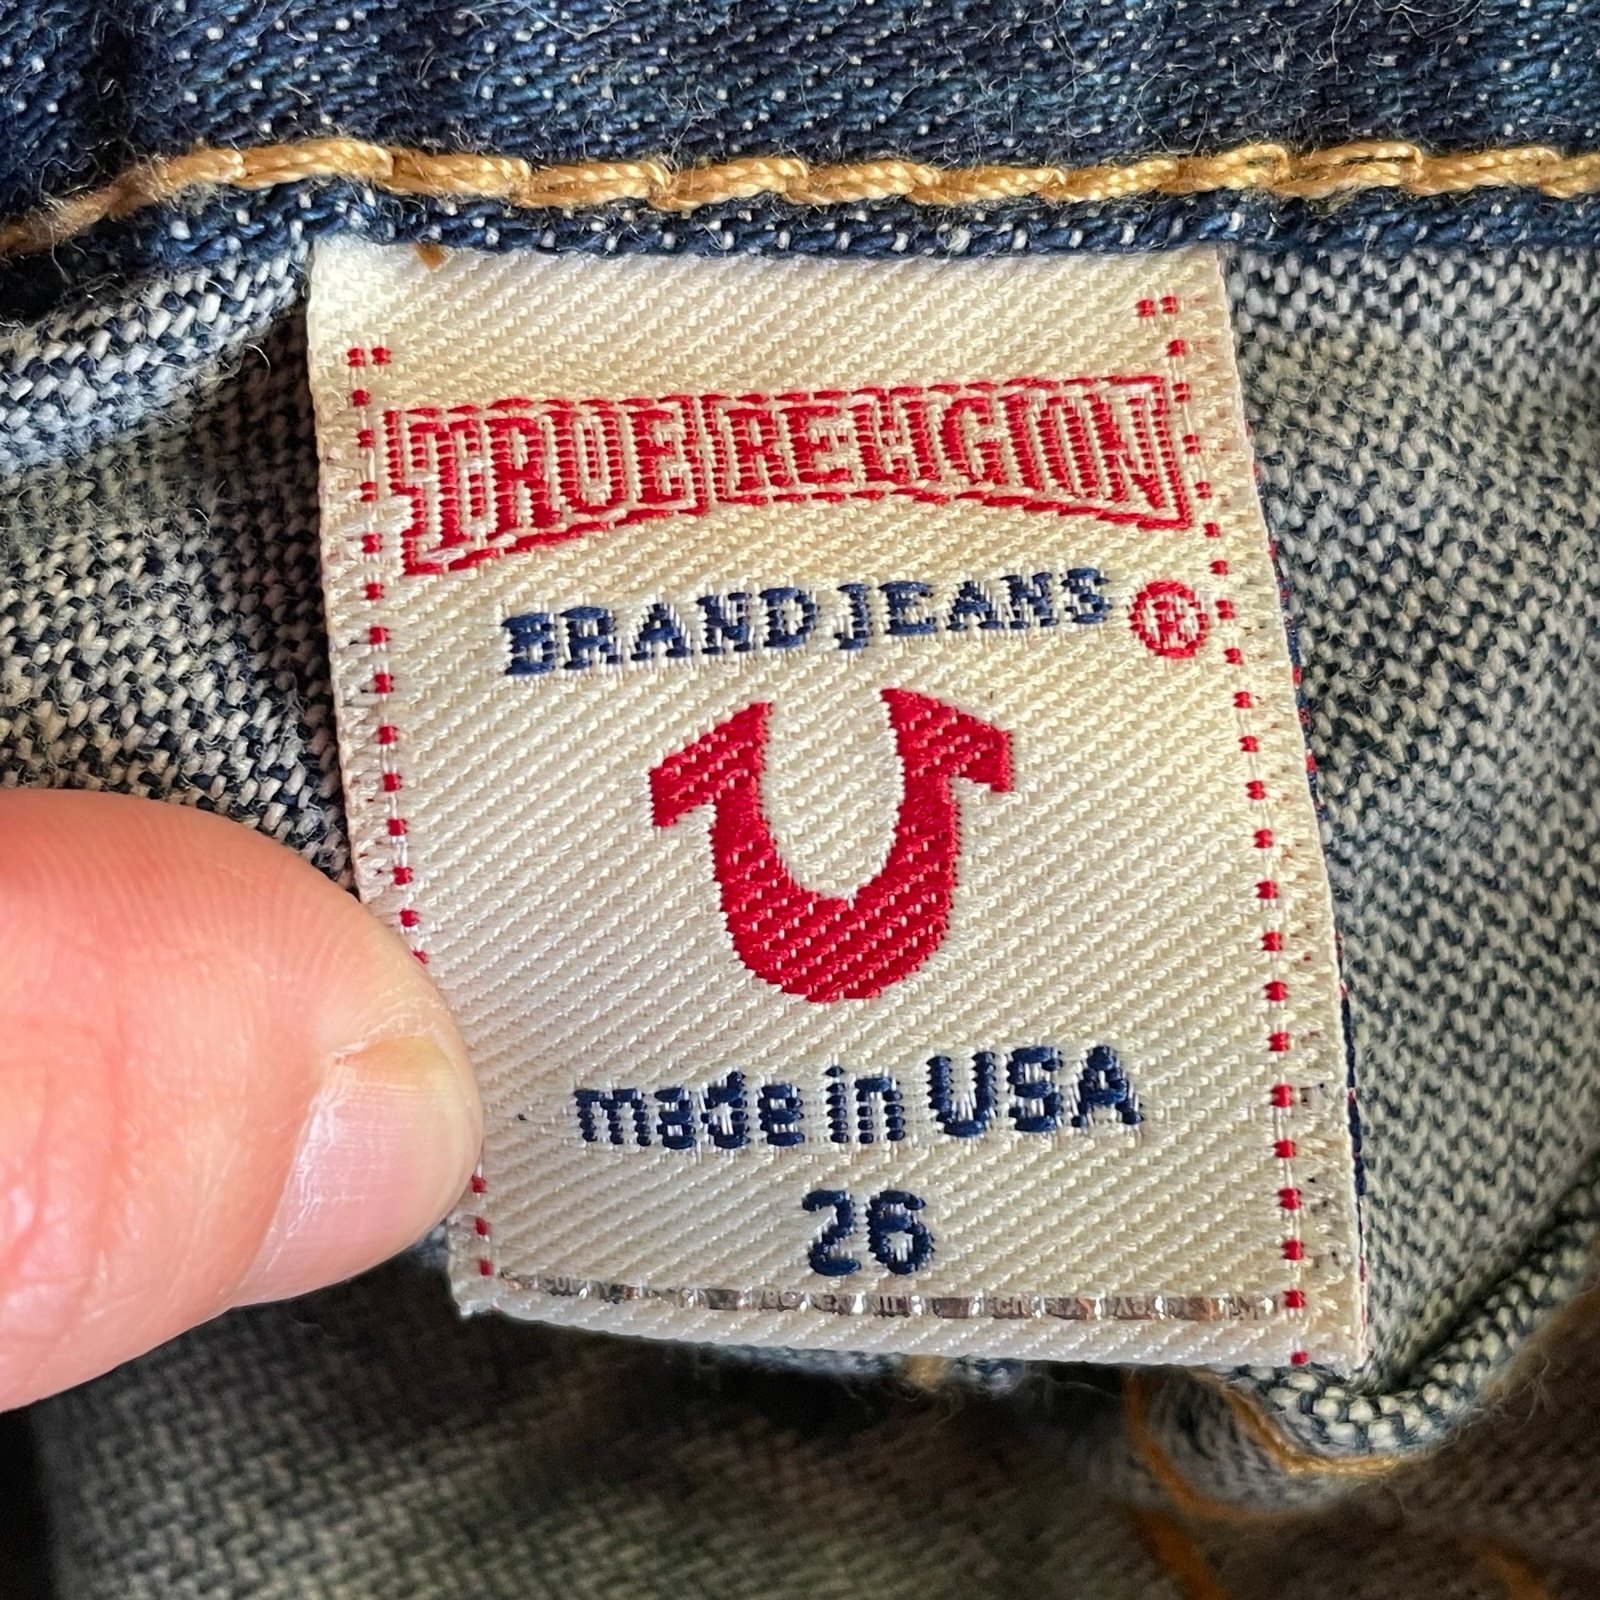 TRUE RELIGION
BRAND JEANS ®
made in USA
26